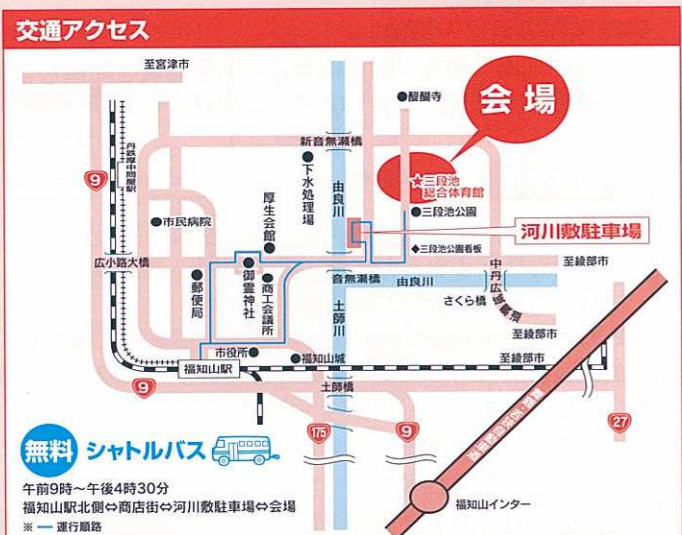 交通アクセス
至宮津市
醍醐寺
会場
新音無瀬橋
丹鉄厚中問屋駅
9
下水処理場
由良川
三段池
総合体育館
厚生会館
市民病院
三段池公園
河川敷駐車場
三段池公園看板
広小路大橋
至綾部市
郵便局
御霊神社
商工会議所
音無瀬橋
由良川
中丹広域農道
さくら橋
土師川
至綾部市
市役所
福知山城
至綾部市
福知山駅
9
土師橋
175
9
27
無料 シャトルバス
午前9時～午後4時30分
福知山駅北側⇔商店街⇔河川敷駐車場⇔会場
福知山インター
※ ー 運行順路